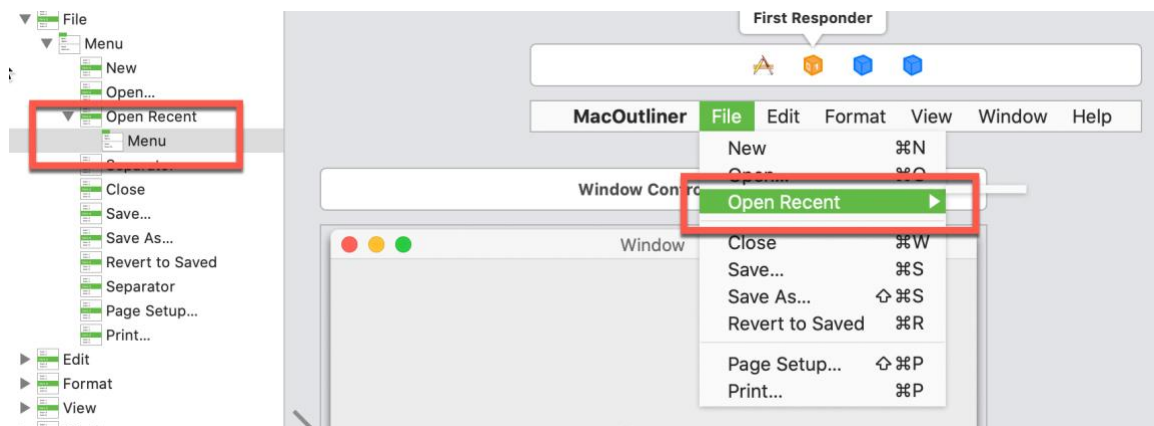 File
Menu
New
Open...
Open Recent
Menu
Separator
Close
Save...
Save As...
Revert to Saved
Separator
Page Setup...
Print...
Edit
Format
View
First Responder
MacOutliner File Edit Format View Window Help
New ⌘N
Open... ⌘O
Open Recent
Close ⌘W
Save... ⌘S
Save As... ⇧⌘S
Revert to Saved ⌘R
Page Setup... ⇧⌘P
Print... ⌘P
Window
Window